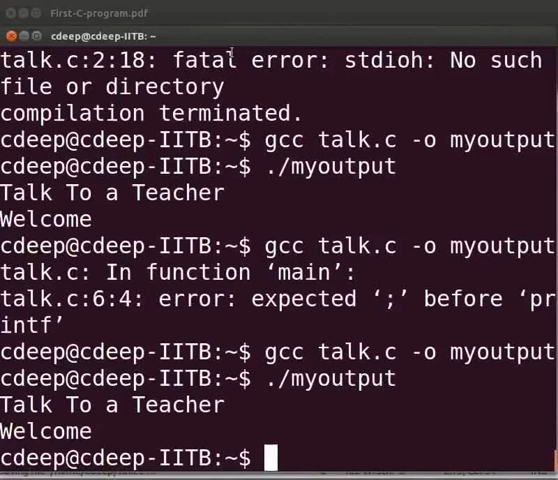 First-C-program.pdf
cdeep@cdeep-IITB: ~
talk.c:2:18: fatal error: stdioh: No such
file or directory
compilation terminated.
cdeep@cdeep-IITB:~$ gcc talk.c -o myoutput
cdeep@cdeep-IITB:~$ ./myoutput
Talk To a Teacher
Welcome
cdeep@cdeep-IITB:~$ gcc talk.c -o myoutput
talk.c: In function ‘main’:
talk.c:6:4: error: expected ‘;’ before ‘pr
intf’
cdeep@cdeep-IITB:~$ gcc talk.c -o myoutput
cdeep@cdeep-IITB:~$ ./myoutput
Talk To a Teacher
Welcome
cdeep@cdeep-IITB:~$